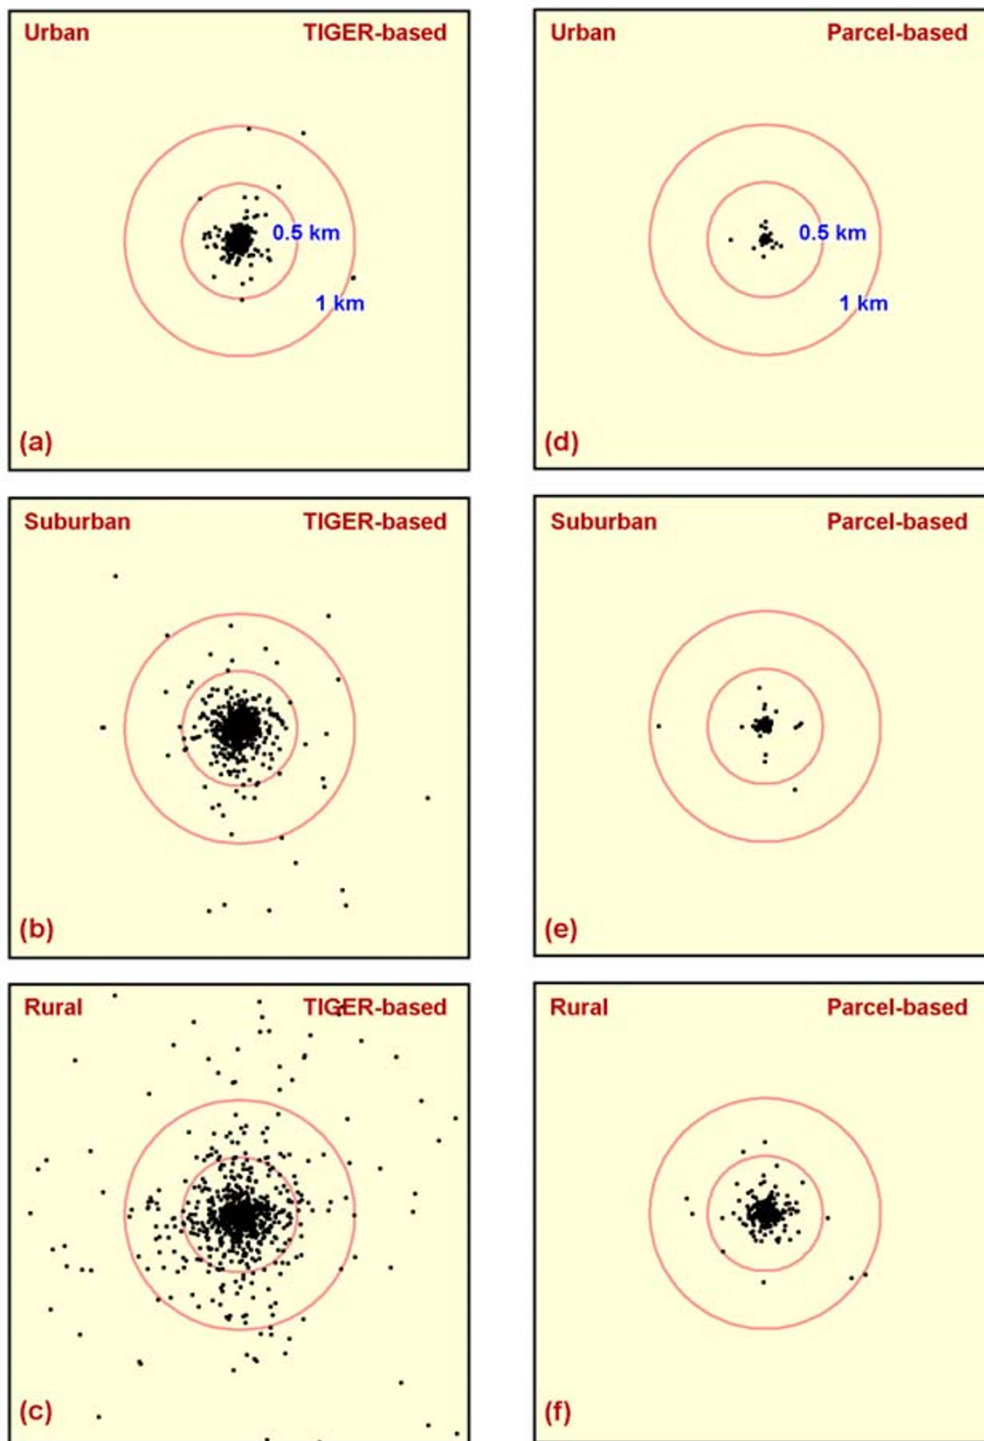 Urban TIGER-based
0.5 km
1 km
(a)
Urban Parcel-based
0.5 km
1 km
(d)
Suburban TIGER-based
(b)
Suburban Parcel-based
(e)
Rural TIGER-based
(c)
Rural Parcel-based
(f)